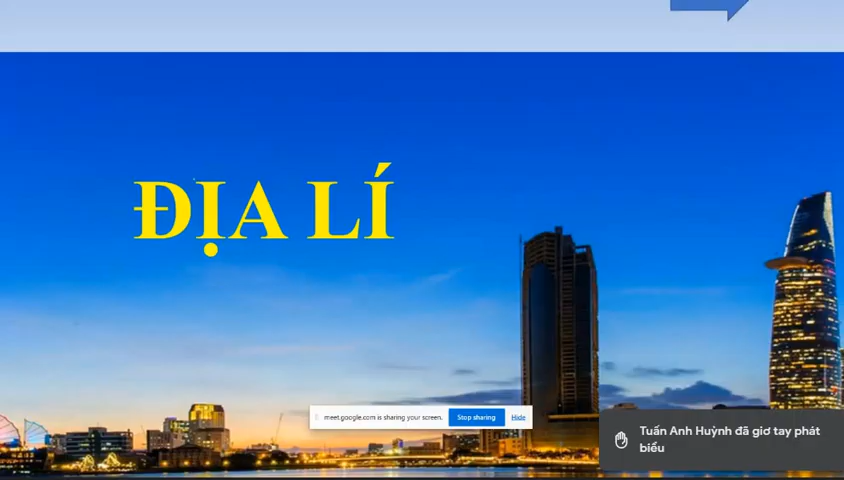 ĐỊA LÍ
meet.google.com is sharing your screen. Stop sharing Hide
Tuấn Anh Huỳnh đã giơ tay phát
biểu